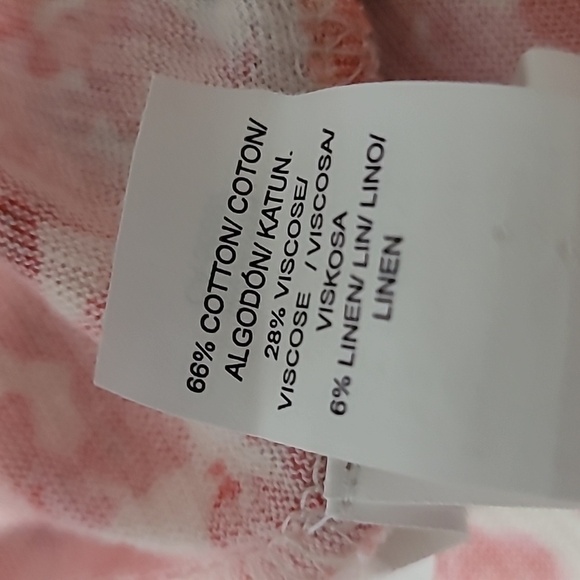 66% COTTON/ COTON/
ALGODÓN/ KATUN.
28% VISCOSE/
VISCOSE / VISCOSA/
VISKOSA
6% LINEN/ LIN/ LINO/
LINEN